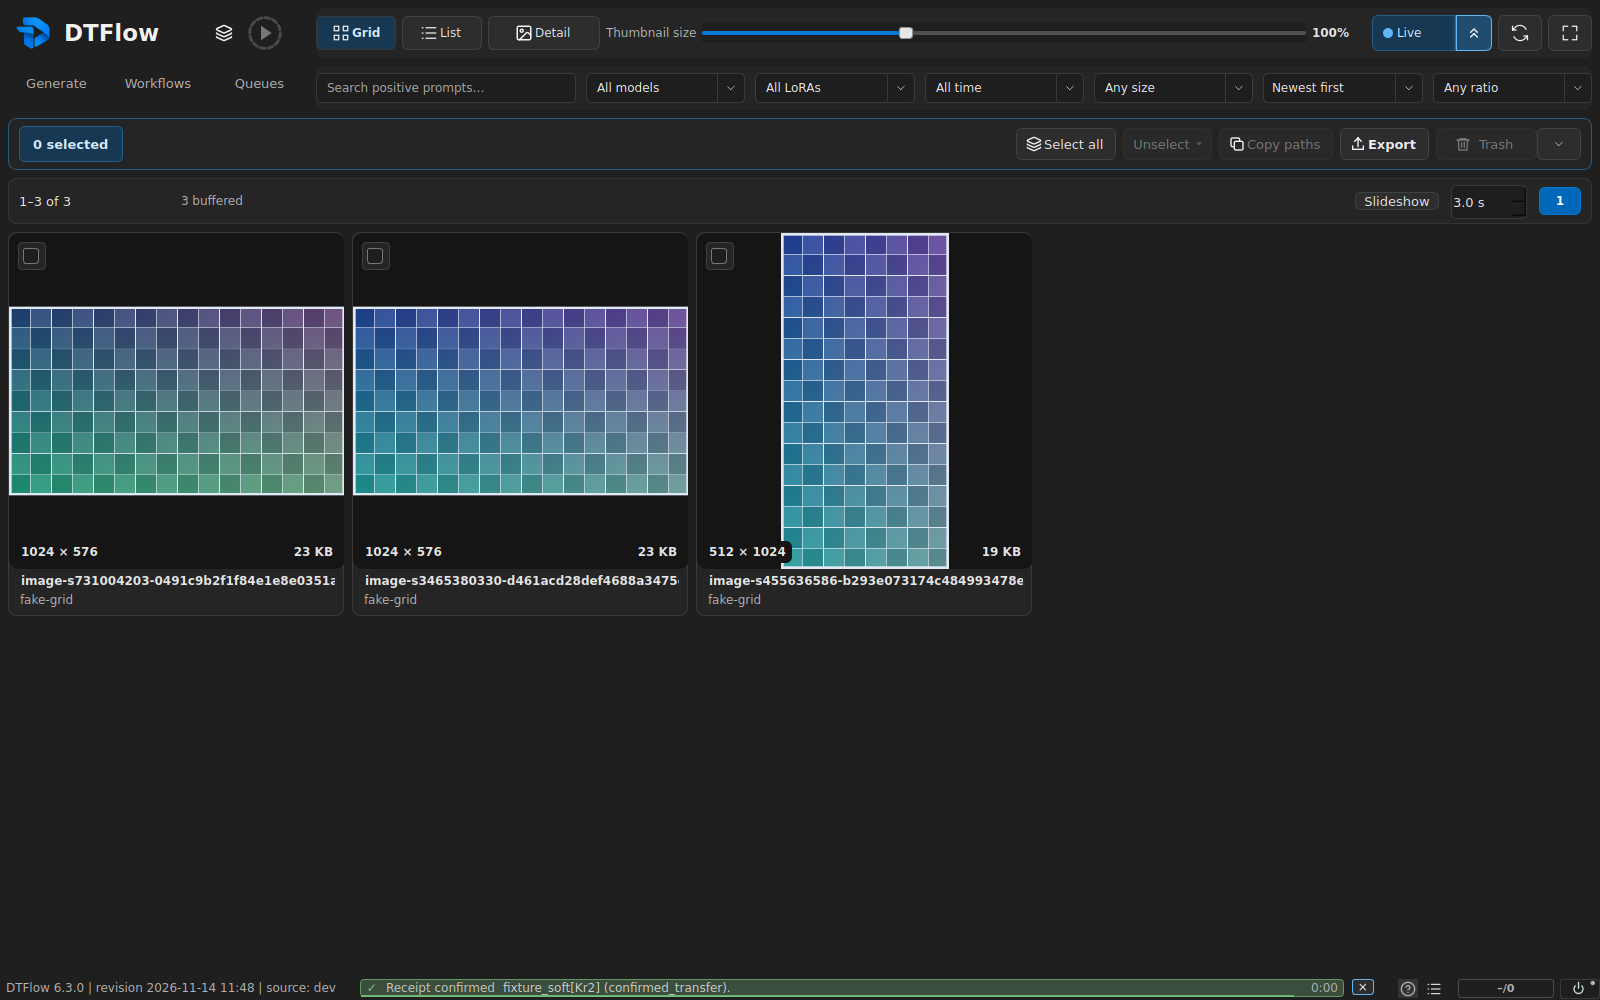 DTFlow
Grid
List
Detail
Thumbnail size
100%
Live
Generate
Workflows
Queues
Search positive prompts...
All models
All LoRAs
All time
Any size
Newest first
Any ratio
0 selected
Select all
Unselect
Copy paths
Export
Trash
1–3 of 3
3 buffered
Slideshow
3.0 s
1
1024 × 576
23 KB
1024 × 576
23 KB
512 × 1024
19 KB
image-s731004203-0491c9b2f1f84e1e8e0351a
image-s3465380330-d461acd28def4688a3475
image-s455636586-b293e073174c484993478e
fake-grid
fake-grid
fake-grid
DTFlow 6.3.0 | revision 2026-11-14 11:48 | source: dev
✓ Receipt confirmed fixture_soft[Kr2] (confirmed_transfer).
0:00
–/0